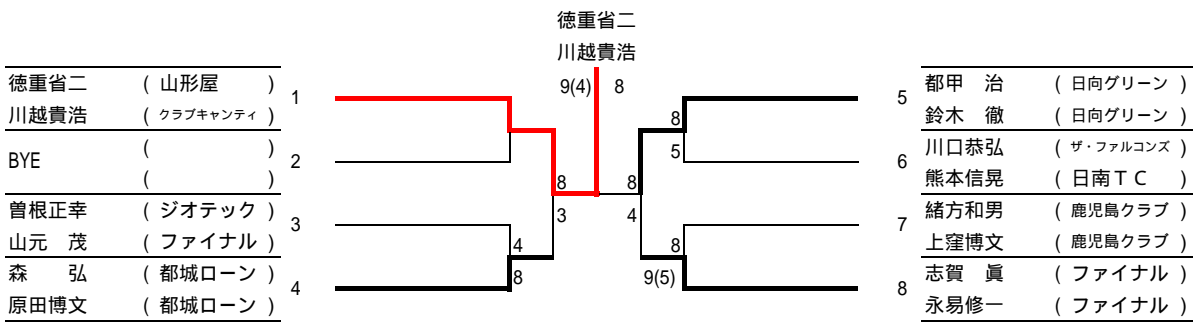 徳重省二
川越貴浩
9(4) 8
徳重省二 ( 山形屋 ) 1
川越貴浩 ( クラブキャンティ )
BYE ( ) 2
( )
曽根正幸 ( ジオテック ) 3
山元　茂 ( ファイナル )
森　　弘 ( 都城ローン ) 4
原田博文 ( 都城ローン )
8
3
4
8
8
4
8
5
8
9(5)
5 都甲　治 ( 日向グリーン )
鈴木　徹 ( 日向グリーン )
6 川口恭弘 ( ザ・ファルコンズ )
熊本信晃 ( 日南ＴＣ )
7 緒方和男 ( 鹿児島クラブ )
上窪博文 ( 鹿児島クラブ )
8 志賀　眞 ( ファイナル )
永易修一 ( ファイナル )